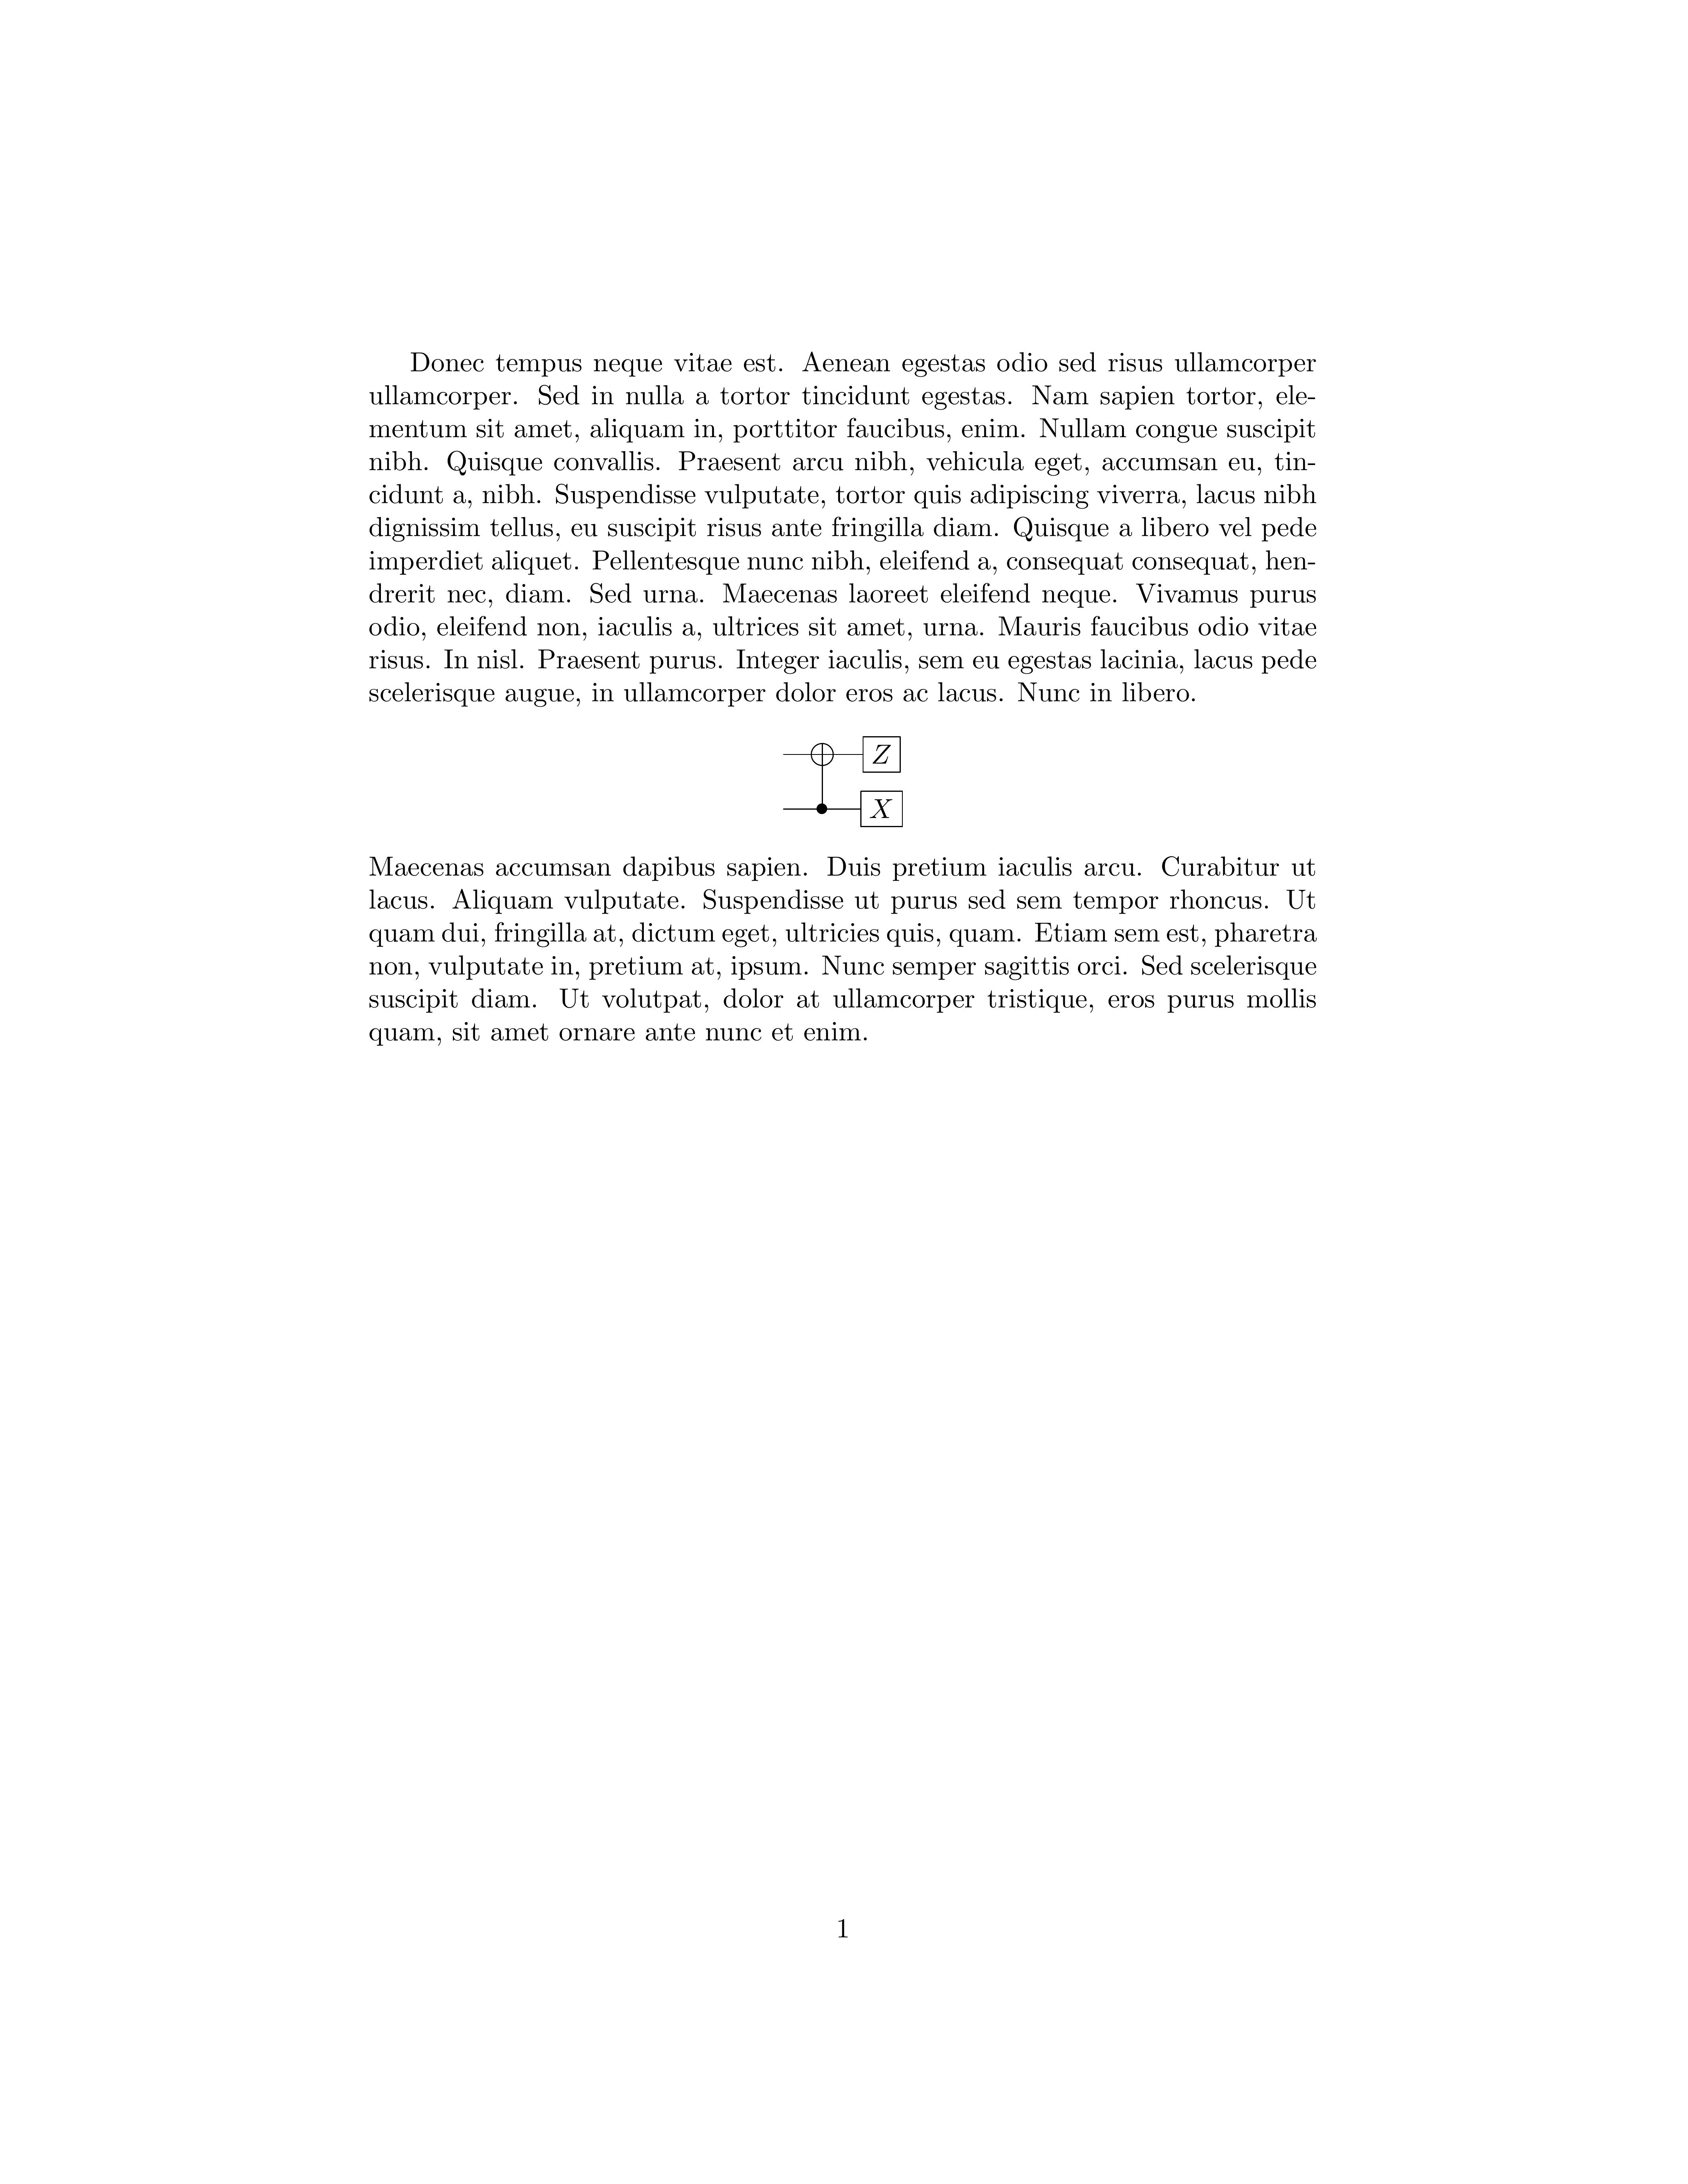 Donec tempus neque vitae est. Aenean egestas odio sed risus ullamcorper
ullamcorper. Sed in nulla a tortor tincidunt egestas. Nam sapien tortor, ele-
mentum sit amet, aliquam in, porttitor faucibus, enim. Nullam congue suscipit
nibh. Quisque convallis. Praesent arcu nibh, vehicula eget, accumsan eu, tin-
cidunt a, nibh. Suspendisse vulputate, tortor quis adipiscing viverra, lacus nibh
dignissim tellus, eu suscipit risus ante fringilla diam. Quisque a libero vel pede
imperdiet aliquet. Pellentesque nunc nibh, eleifend a, consequat consequat, hen-
drerit nec, diam. Sed urna. Maecenas laoreet eleifend neque. Vivamus purus
odio, eleifend non, iaculis a, ultrices sit amet, urna. Mauris faucibus odio vitae
risus. In nisl. Praesent purus. Integer iaculis, sem eu egestas lacinia, lacus pede
scelerisque augue, in ullamcorper dolor eros ac lacus. Nunc in libero.
Z
X
Maecenas accumsan dapibus sapien. Duis pretium iaculis arcu. Curabitur ut
lacus. Aliquam vulputate. Suspendisse ut purus sed sem tempor rhoncus. Ut
quam dui, fringilla at, dictum eget, ultricies quis, quam. Etiam sem est, pharetra
non, vulputate in, pretium at, ipsum. Nunc semper sagittis orci. Sed scelerisque
suscipit diam. Ut volutpat, dolor at ullamcorper tristique, eros purus mollis
quam, sit amet ornare ante nunc et enim.
1